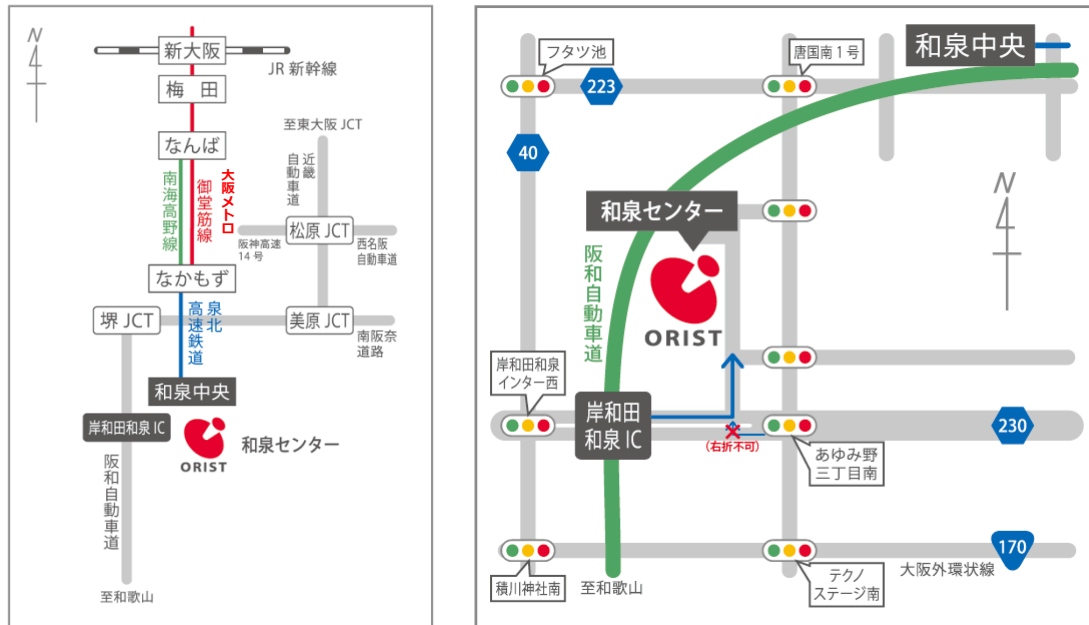 N
新大阪
JR 新幹線
梅 田
なんば
至東大阪 JCT
近畿
自動車道
南海高野線
御堂筋線
大阪メトロ
松原 JCT
阪神高速
14 号
西名阪
自動車道
なかもず
堺 JCT
泉北
高速鉄道
美原 JCT
南阪奈
道路
和泉中央
岸和田和泉 IC
ORIST
和泉センター
阪和自動車道
至和歌山
フタツ池
唐国南 1 号
和泉中央
223
40
N
和泉センター
阪和自動車道
ORIST
岸和田和泉
インター西
岸和田
和泉 IC
(右折不可)
230
あゆみ野
三丁目南
170
大阪外環状線
積川神社南
至和歌山
テクノ
ステージ南